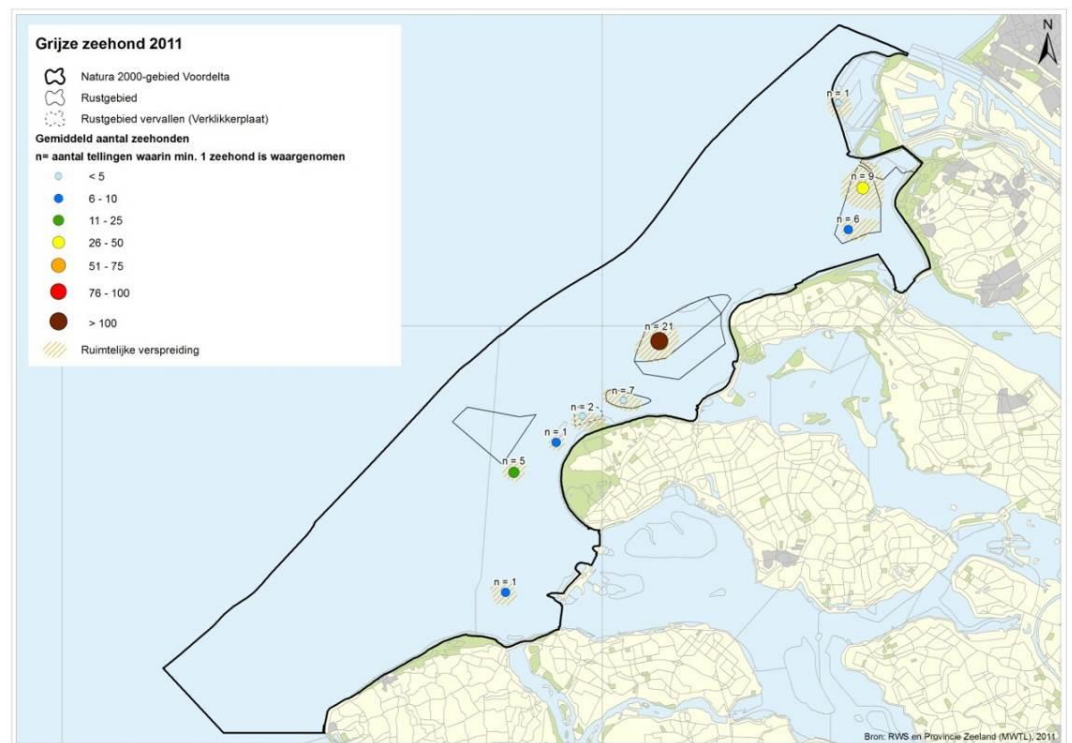 Grijze zeehond 2011
Natura 2000-gebied Voordelta
Rustgebied
Rustgebied vervallen (Verklikkerplaat)
Gemiddeld aantal zeehonden
n= aantal tellingen waarin min. 1 zeehond is waargenomen
< 5
6 - 10
11 - 25
26 - 50
51 - 75
76 - 100
> 100
Ruimtelijke verspreiding
N
n = 1
n = 9
n = 6
n = 21
n = 7
n = 2
n = 1
n = 5
n = 1
Bron: RWS en Provincie Zeeland (MWTL), 2011